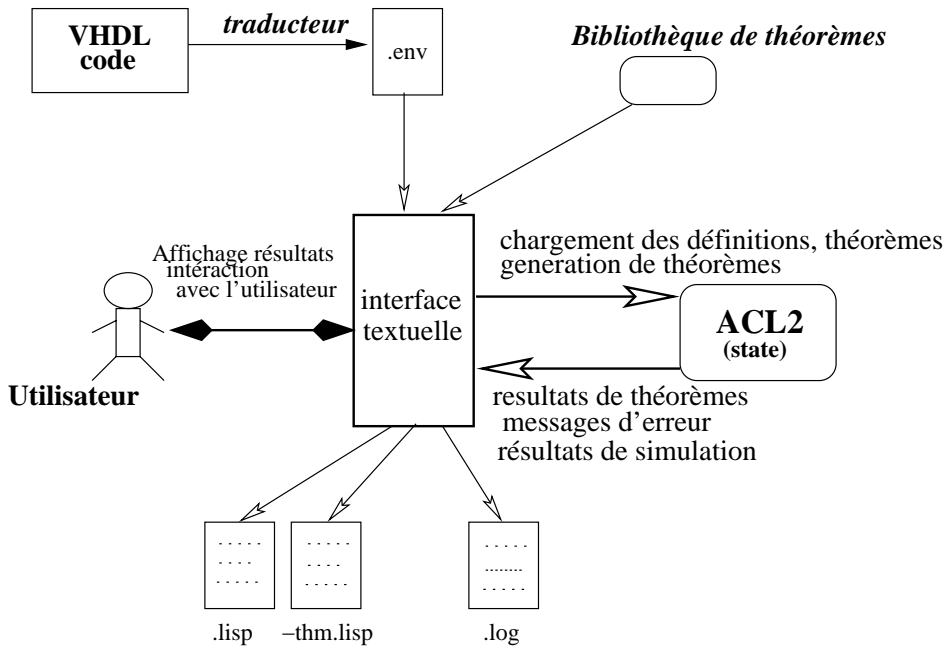 VHDL
code
traducteur
.env
Bibliothèque de théorèmes
Affichage résultats
intéraction
avec l'utilisateur
Utilisateur
interface
textuelle
chargement des définitions, théorèmes
generation de théorèmes
ACL2
(state)
resultats de théorèmes
messages d'erreur
résultats de simulation
.lisp
–thm.lisp
.log